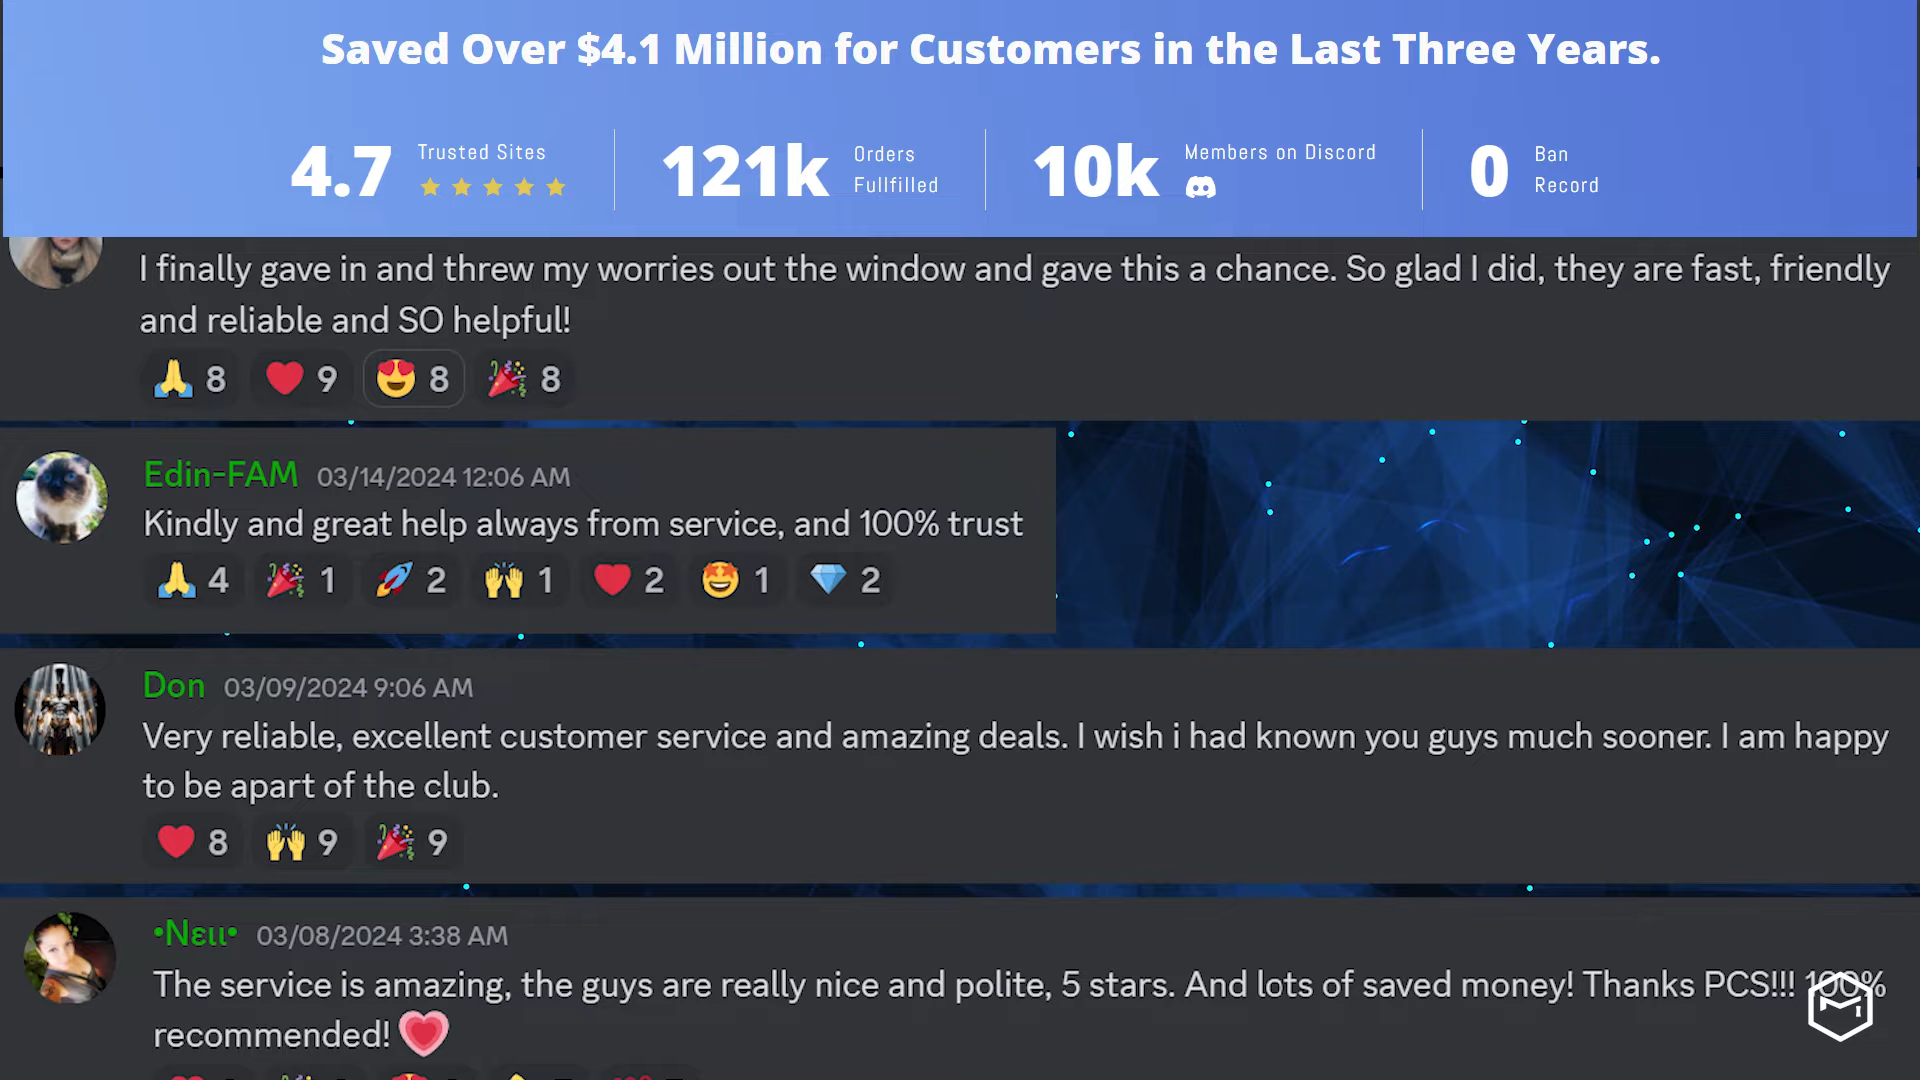 Saved Over $4.1 Million for Customers in the Last Three Years.
4.7 Trusted Sites
121k Orders Fullfilled
10k Members on Discord
0 Ban Record
I finally gave in and threw my worries out the window and gave this a chance. So glad I did, they are fast, friendly
and reliable and SO helpful!
8 9 8 8
Edin-FAM 03/14/2024 12:06 AM
Kindly and great help always from service, and 100% trust
4 1 2 1 2 1 2
Don 03/09/2024 9:06 AM
Very reliable, excellent customer service and amazing deals. I wish i had known you guys much sooner. I am happy
to be apart of the club.
8 9 9
•Nειι• 03/08/2024 3:38 AM
The service is amazing, the guys are really nice and polite, 5 stars. And lots of saved money! Thanks PCS!!! 100%
recommended!